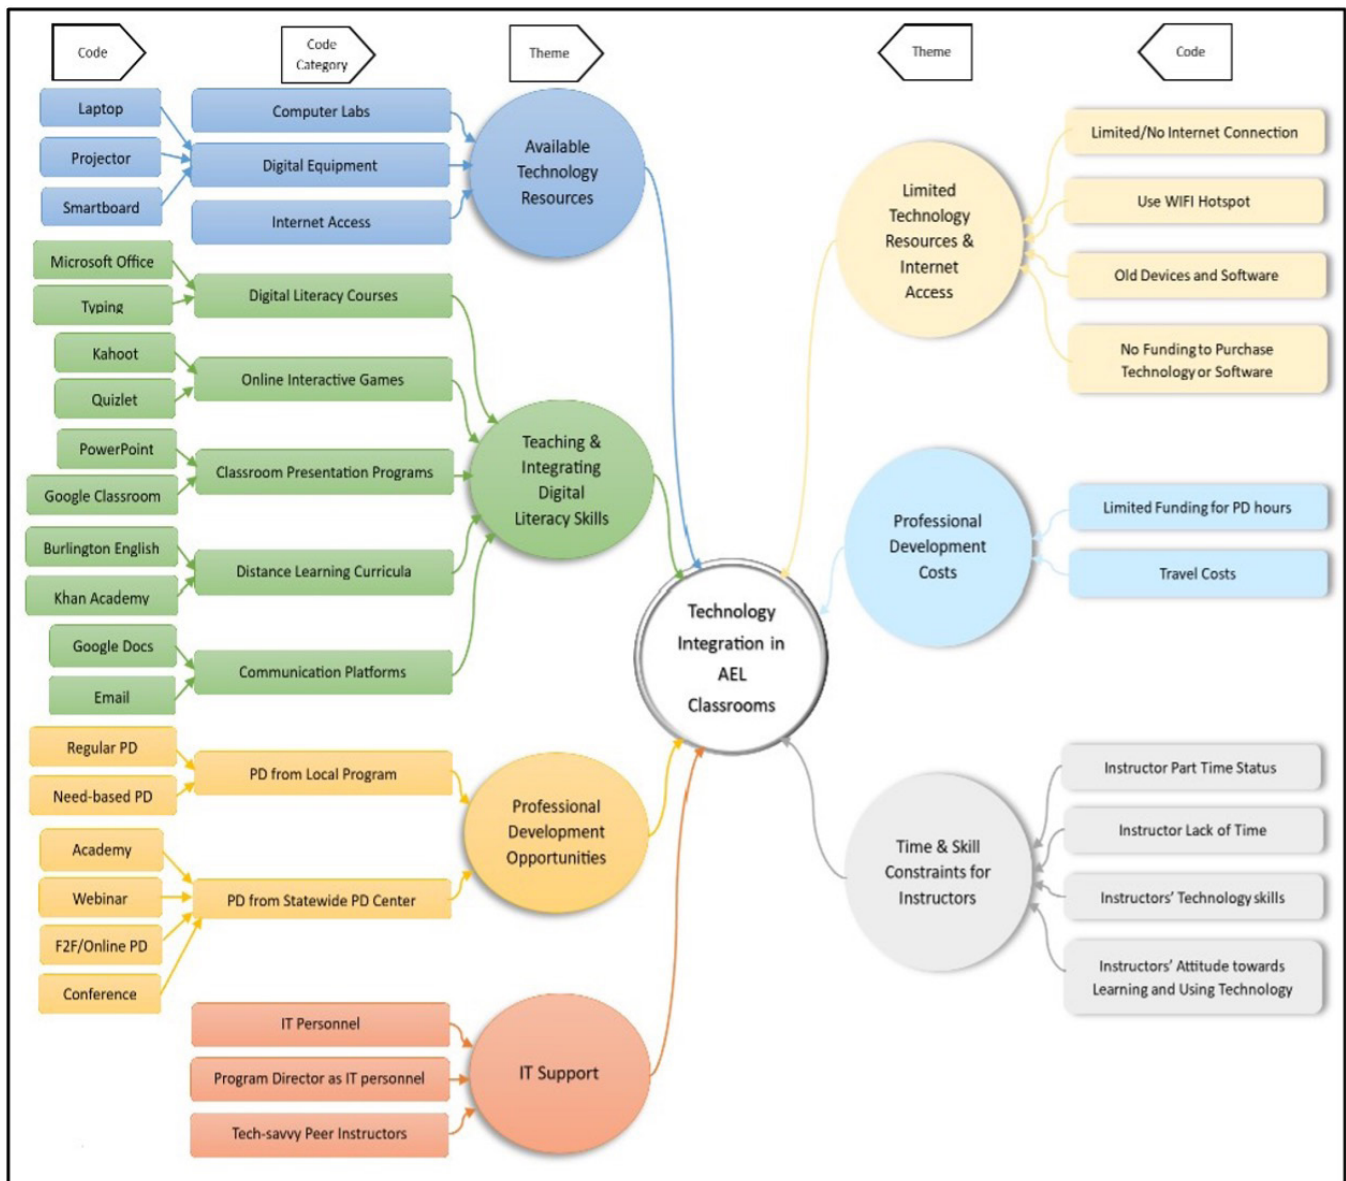 Code
Code
Category
Theme
Theme
Code
Laptop
Projector
Smartboard
Computer Labs
Digital Equipment
Internet Access
Available
Technology
Resources
Microsoft Office
Typing
Kahoot
Quizlet
PowerPoint
Google Classroom
Burlington English
Khan Academy
Google Docs
Email
Digital Literacy Courses
Online Interactive Games
Classroom Presentation Programs
Distance Learning Curricula
Communication Platforms
Teaching &
Integrating
Digital
Literacy Skills
Regular PD
Need-based PD
Academy
Webinar
F2F/Online PD
Conference
PD from Local Program
PD from Statewide PD Center
Professional
Development
Opportunities
IT Personnel
Program Director as IT personnel
Tech-savvy Peer Instructors
IT Support
Technology
Integration in
AEL
Classrooms
Limited
Technology
Resources &
Internet
Access
Limited/No Internet Connection
Use WIFI Hotspot
Old Devices and Software
No Funding to Purchase
Technology or Software
Professional
Development
Costs
Limited Funding for PD hours
Travel Costs
Time & Skill
Constraints for
Instructors
Instructor Part Time Status
Instructor Lack of Time
Instructors' Technology skills
Instructors' Attitude towards
Learning and Using Technology